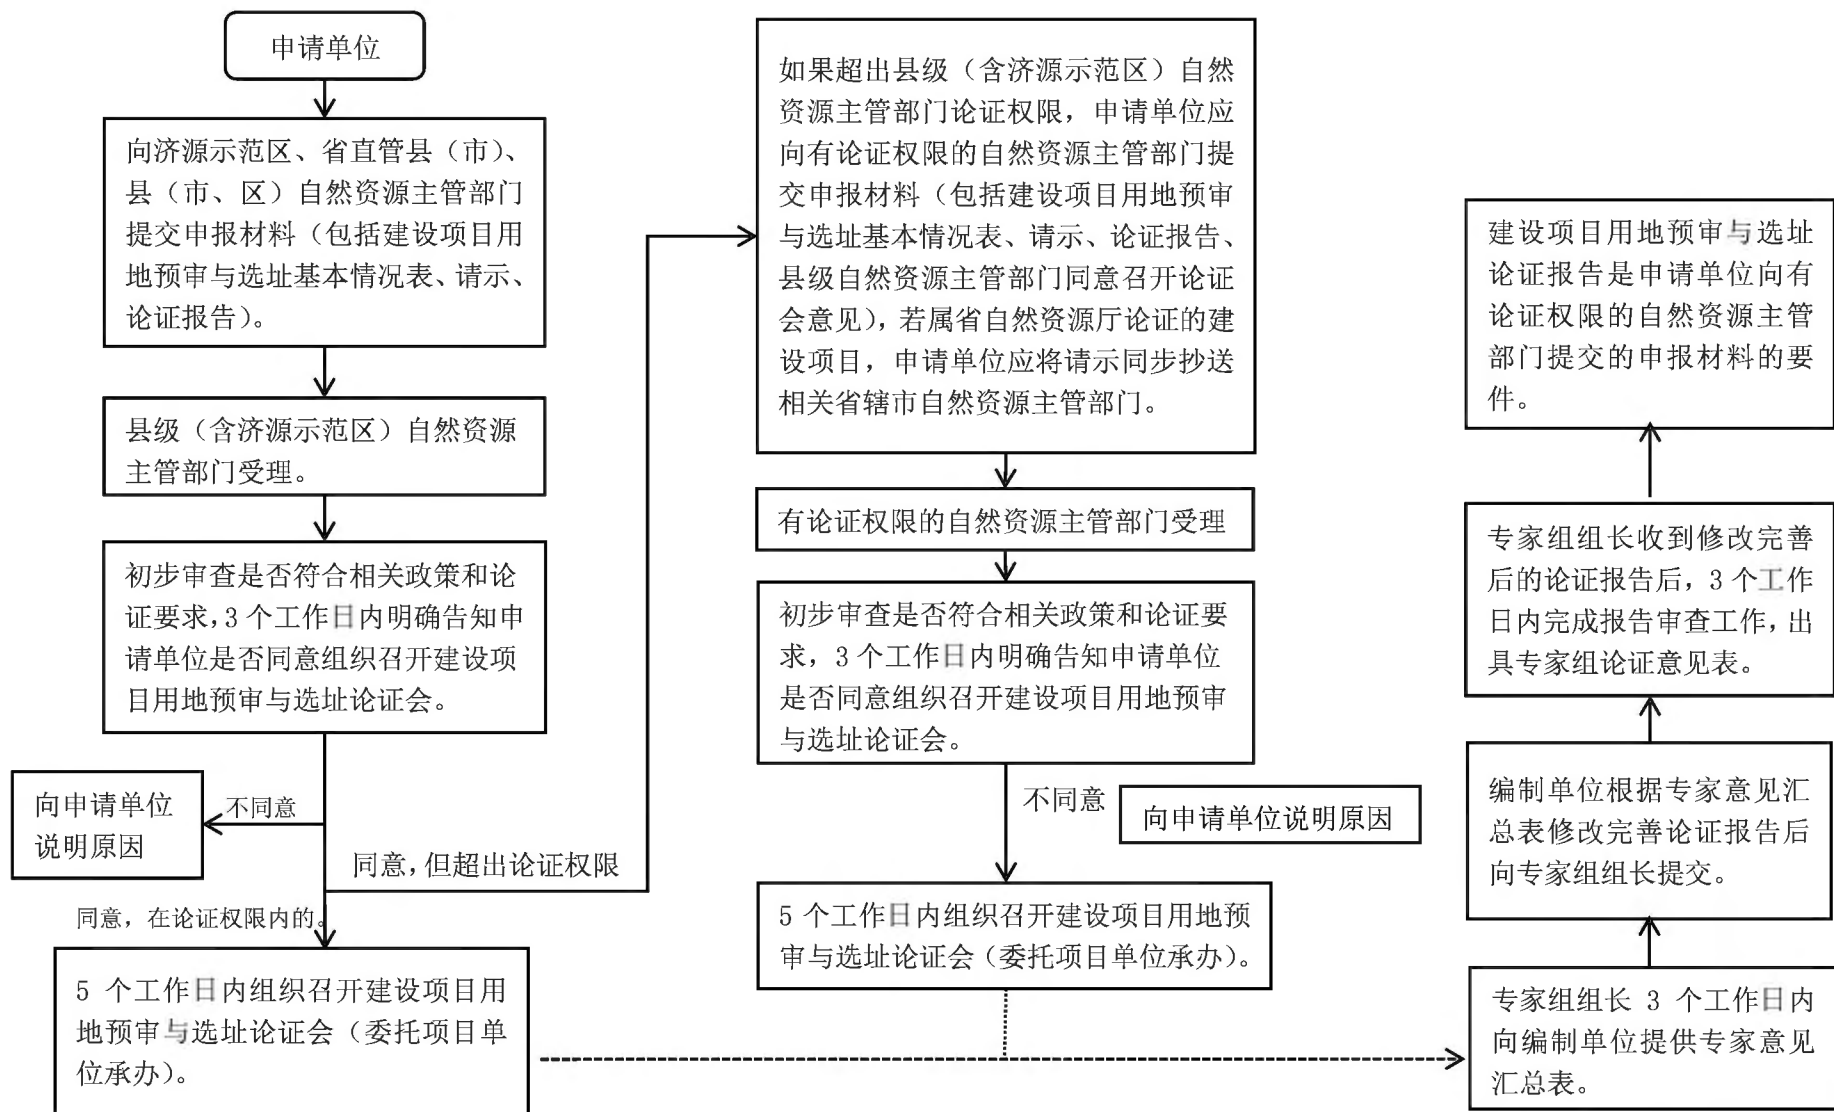 申请单位
向济源示范区、省直管县（市）、
县（市、区）自然资源主管部门
提交申报材料（包括建设项目用
地预审与选址基本情况表、请示、
论证报告）。
县级（含济源示范区）自然资源
主管部门受理。
初步审查是否符合相关政策和论
证要求,3 个工作日内明确告知申
请单位是否同意组织召开建设项
目用地预审与选址论证会。
不同意
向申请单位
说明原因
同意,但超出论证权限
同意，在论证权限内的。
5 个工作日内组织召开建设项目用
地预审与选址论证会（委托项目单
位承办）。
如果超出县级（含济源示范区）自然
资源主管部门论证权限，申请单位应
向有论证权限的自然资源主管部门提
交申报材料（包括建设项目用地预审
与选址基本情况表、请示、论证报告、
县级自然资源主管部门同意召开论证
会意见），若属省自然资源厅论证的建
设项目，申请单位应将请示同步抄送
相关省辖市自然资源主管部门。
有论证权限的自然资源主管部门受理
初步审查是否符合相关政策和论证要
求，3 个工作日内明确告知申请单位
是否同意组织召开建设项目用地预审
与选址论证会。
不同意
向申请单位说明原因
5 个工作日内组织召开建设项目用地预
审与选址论证会（委托项目单位承办）。
建设项目用地预审与选址
论证报告是申请单位向有
论证权限的自然资源主管
部门提交的申报材料的要
件。
专家组组长收到修改完善
后的论证报告后，3 个工作
日内完成报告审查工作，出
具专家组论证意见表。
编制单位根据专家意见汇
总表修改完善论证报告后
向专家组组长提交。
专家组组长 3 个工作日内
向编制单位提供专家意见
汇总表。